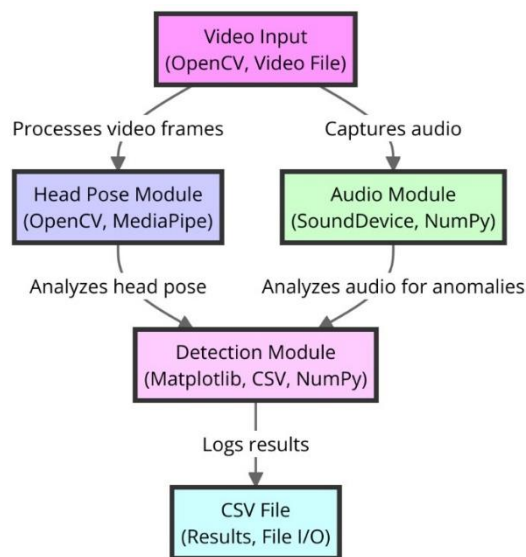 Video Input
(OpenCV, Video File)
Processes video frames
Captures audio
Head Pose Module
(OpenCV, MediaPipe)
Audio Module
(SoundDevice, NumPy)
Analyzes head pose
Analyzes audio for anomalies
Detection Module
(Matplotlib, CSV, NumPy)
Logs results
CSV File
(Results, File I/O)